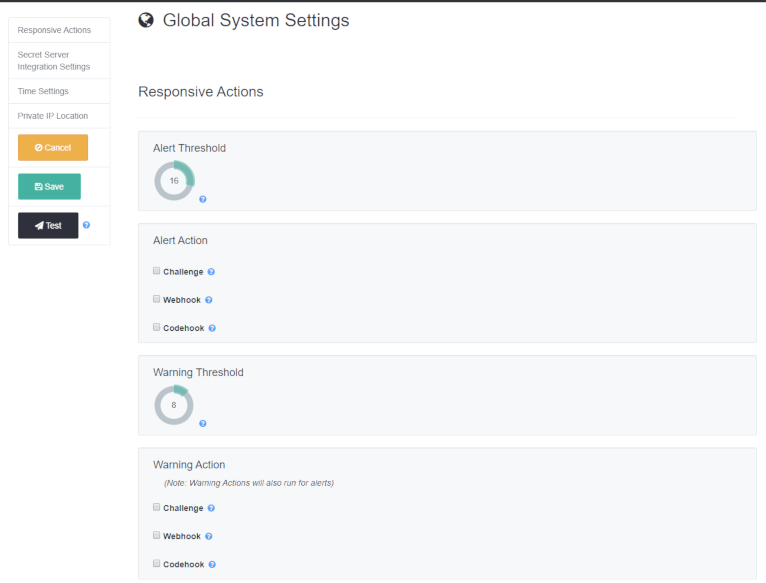 Responsive Actions
Secret Server
Integration Settings
Time Settings
Private IP Location
Cancel
Save
Test
Global System Settings
Responsive Actions
Alert Threshold
16
Alert Action
Challenge
Webhook
Codehook
Warning Threshold
8
Warning Action
(Note: Warning Actions will also run for alerts)
Challenge
Webhook
Codehook